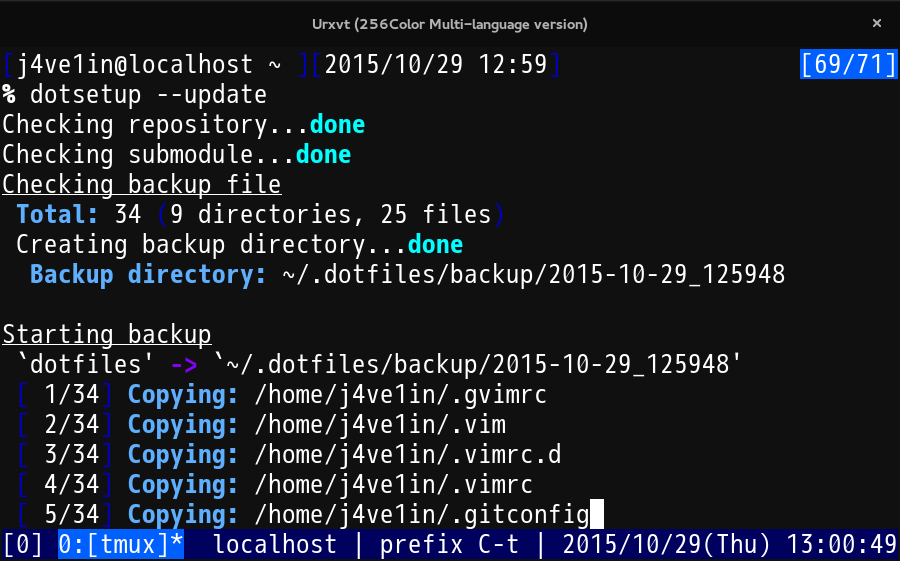 Urxvt (256Color Multi-language version) ×
[j4ve1in@localhost ~ ][2015/10/29 12:59] [69/71]
% dotsetup --update
Checking repository...done
Checking submodule...done
Checking backup file
Total: 34 (9 directories, 25 files)
Creating backup directory...done
Backup directory: ~/.dotfiles/backup/2015-10-29_125948
Starting backup
`dotfiles' -> `~/.dotfiles/backup/2015-10-29_125948'
[ 1/34] Copying: /home/j4ve1in/.gvimrc
[ 2/34] Copying: /home/j4ve1in/.vim
[ 3/34] Copying: /home/j4ve1in/.vimrc.d
[ 4/34] Copying: /home/j4ve1in/.vimrc
[ 5/34] Copying: /home/j4ve1in/.gitconfig
[0] 0:[tmux]* localhost | prefix C-t | 2015/10/29(Thu) 13:00:49